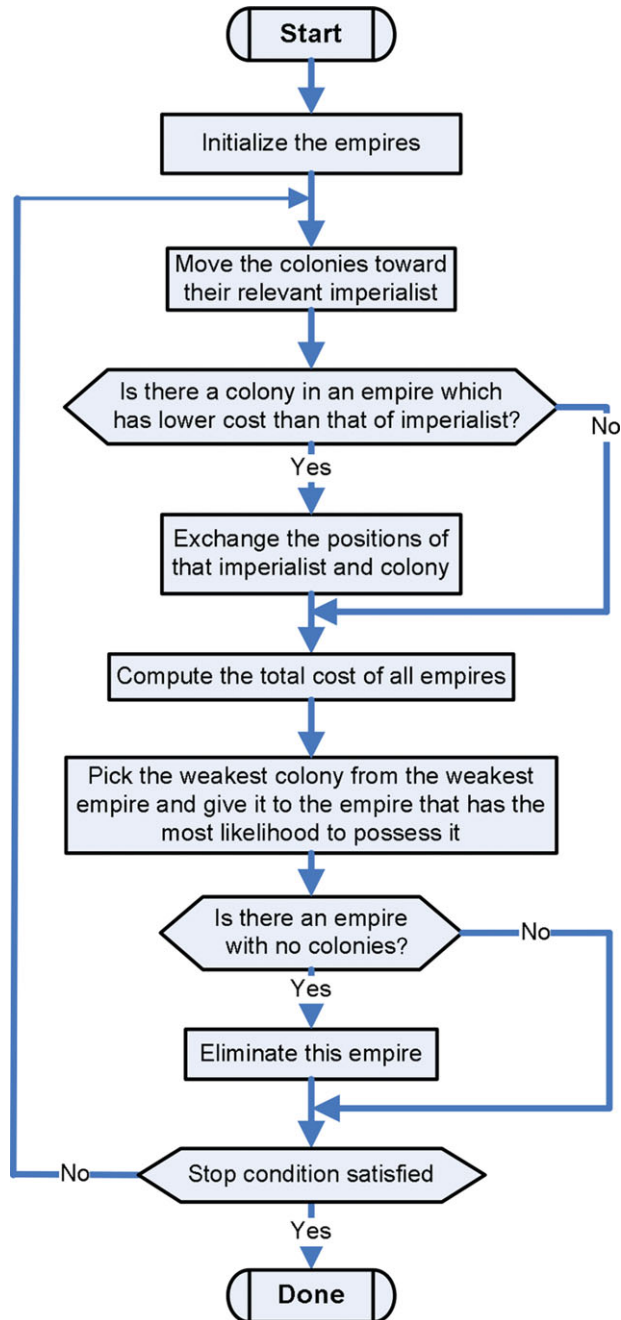 Start
Initialize the empires
Move the colonies toward
their relevant imperialist
Is there a colony in an empire which
has lower cost than that of imperialist?
No
Yes
Exchange the positions of
that imperialist and colony
Compute the total cost of all empires
Pick the weakest colony from the weakest
empire and give it to the empire that has the
most likelihood to possess it
Is there an empire
with no colonies?
No
Yes
Eliminate this empire
No
Stop condition satisfied
Yes
Done